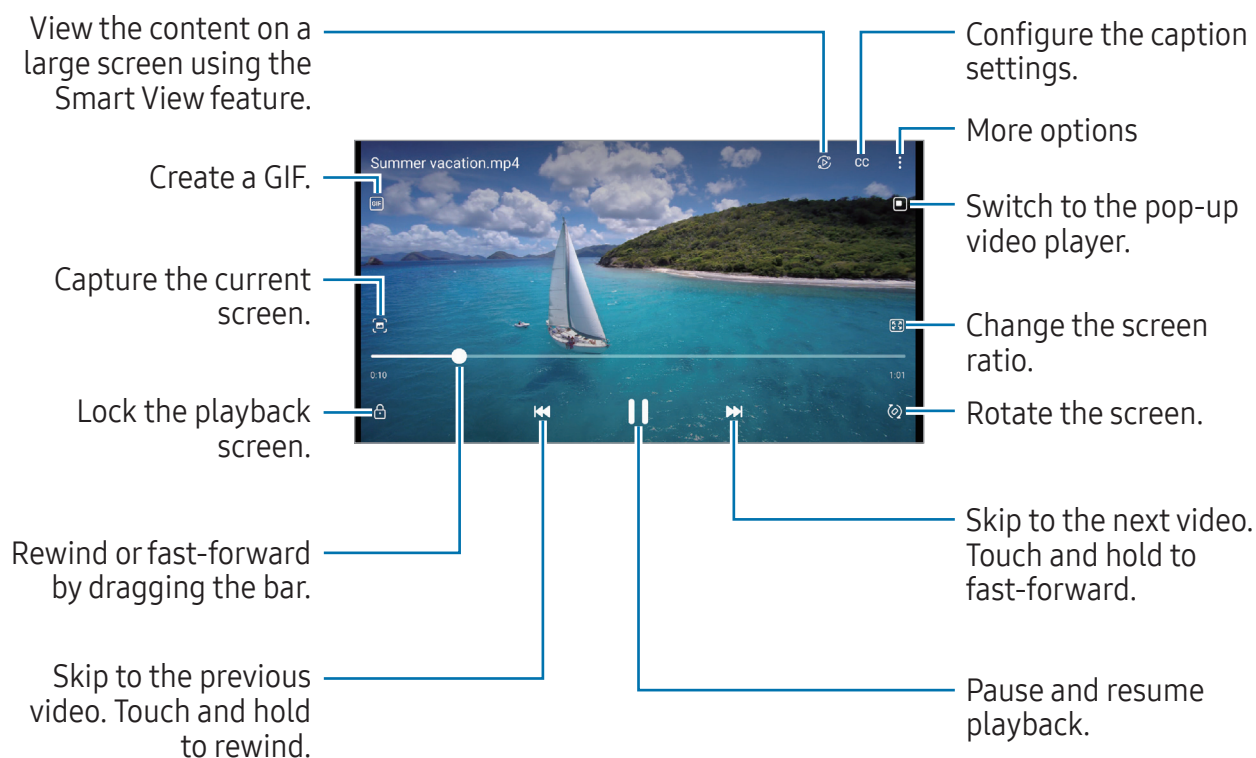 View the content on a
large screen using the
Smart View feature.
Create a GIF.
Capture the current
screen.
Lock the playback
screen.
Rewind or fast-forward
by dragging the bar.
Skip to the previous
video. Touch and hold
to rewind.
Summer vacation.mp4
CC
GIF
0:10
1:01
Configure the caption
settings.
More options
Switch to the pop-up
video player.
Change the screen
ratio.
Rotate the screen.
Skip to the next video.
Touch and hold to
fast-forward.
Pause and resume
playback.